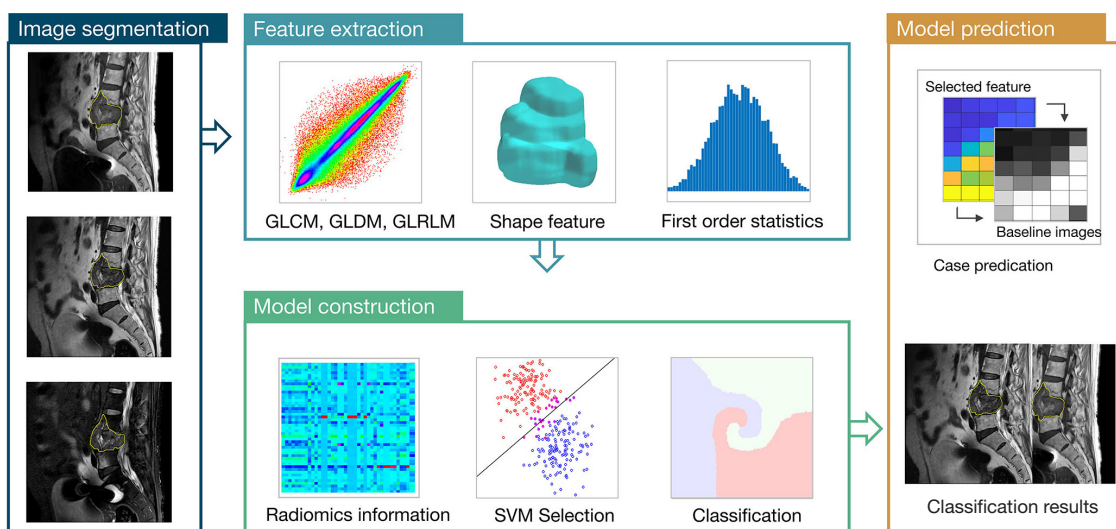 Image segmentation
Feature extraction
GLCM, GLDM, GLRLM
Shape feature
First order statistics
Model construction
Radiomics information
SVM Selection
Classification
Model prediction
Selected feature
Baseline images
Case predication
Classification results